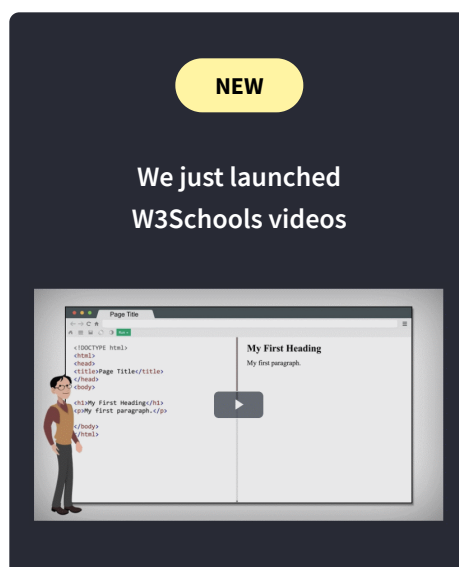 NEW
We just launched
W3Schools videos
Page Title
<!DOCTYPE html>
<html>
<head>
<title>Page Title</title>
</head>
<body>
<h1>My First Heading</h1>
<p>My first paragraph.</p>
</body>
</html>
My First Heading
My first paragraph.